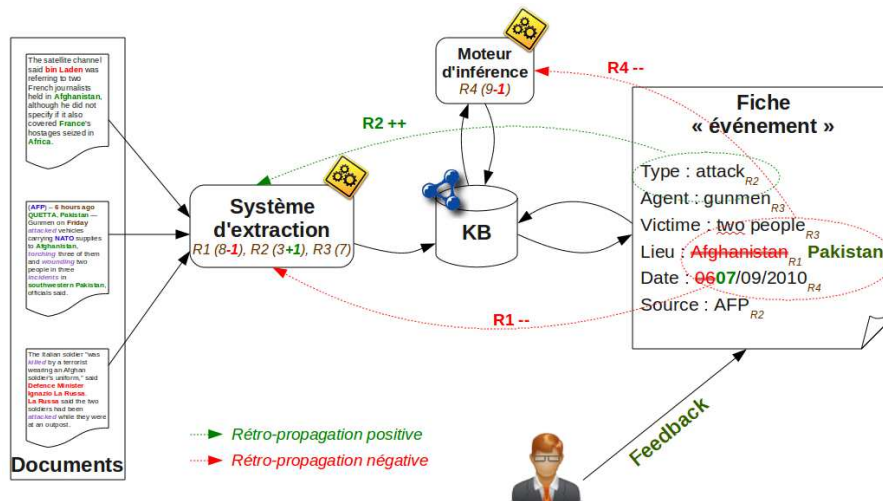 The satellite channel
said bin Laden was
referring to two
French journalists
held in Afghanistan,
although he did not
specify if it also
covered France's
hostages seized in
Africa.
(AFP) – 6 hours ago
QUETTA, Pakistan —
Gunmen on Friday
attacked vehicles
carrying NATO supplies
to Afghanistan,
torching three of them
and wounding two
people in three
incidents in
southwestern Pakistan,
officials said.
The Italian soldier "was
killed by a terrorist
wearing an Afghan
soldier's uniform," said
Defence Minister
Ignazio La Russa.
La Russa said the two
soldiers had been
attacked while they were
at an outpost.
Documents
Système
d'extraction
R1 (8-1), R2 (3+1), R3 (7)
Moteur
d'inférence
R4 (9-1)
KB
R2 ++
R4 --
R1 --
Fiche
« événement »
Type : attack R2
Agent : gunmen R3
Victime : two people R3
Lieu : Afghanistan R1 Pakistan
Date : 0607/09/2010 R4
Source : AFP R2
Feedback
Rétro-propagation positive
Rétro-propagation négative